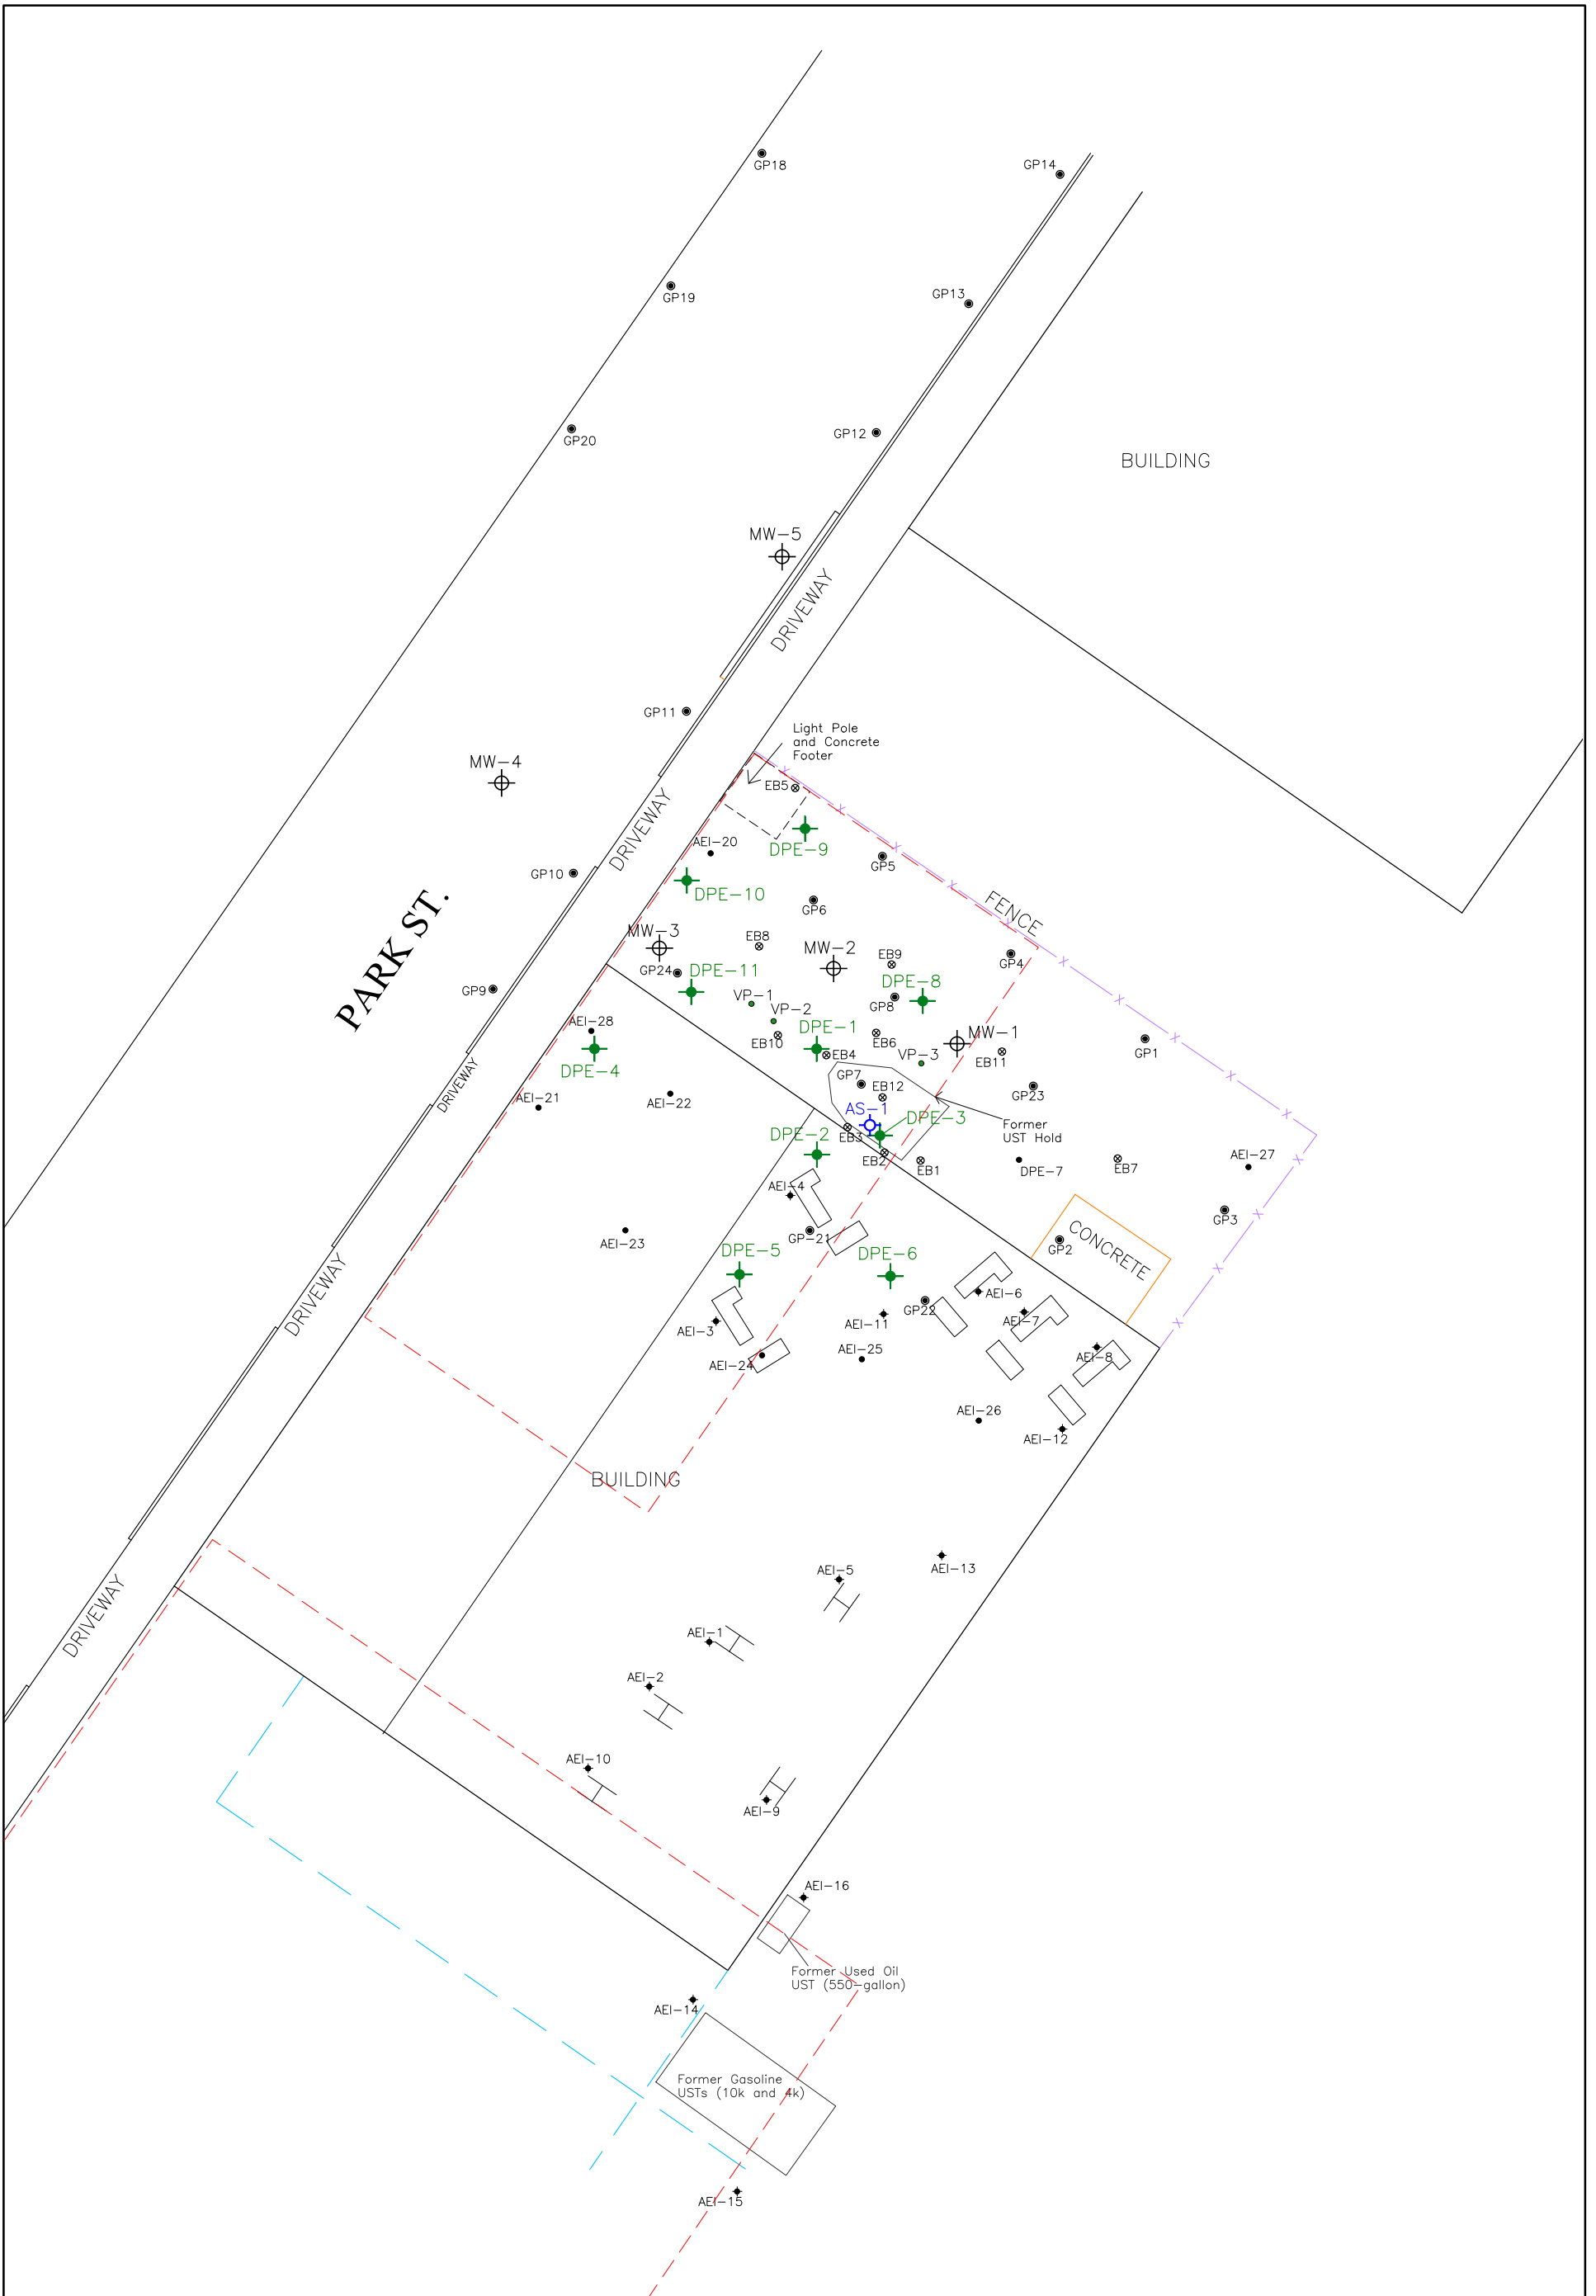 GP18
GP14
GP19
GP13
GP20
GP12
BUILDING
MW-5
DRIVEWAY
GP11
Light Pole
and Concrete
Footer
MW-4
EB5
DRIVEWAY
AEI-20
DPE-9
GP5
GP10
DPE-10
PARK ST.
GP6
FENCE
MW-3
EB8
MW-2
EB9
GP4
GP24
DPE-11
DPE-8
GP9
VP-1
GP8
VP-2
AEI-28
DPE-1
MW-1
EB10
EB6
GP1
EB4
VP-3
EB11
DPE-4
DRIVEWAY
GP7
GP23
AEI-21
AEI-22
EB12
AS-1
DPE-3
Former
UST Hold
DPE-2
EB3
EB2
EB1
DPE-7
EB7
AEI-27
AEI-4
GP3
AEI-23
GP-21
GP2
CONCRETE
DPE-5
DPE-6
DRIVEWAY
AEI-6
GP22
AEI-3
AEI-11
AEI-7
AEI-24
AEI-25
AEI-8
AEI-26
AEI-12
BUILDING
AEI-5
AEI-13
DRIVEWAY
AEI-1
AEI-2
AEI-10
AEI-9
AEI-16
Former Used Oil
UST (550-gallon)
AEI-14
Former Gasoline
USTs (10k and 4k)
AEI-15